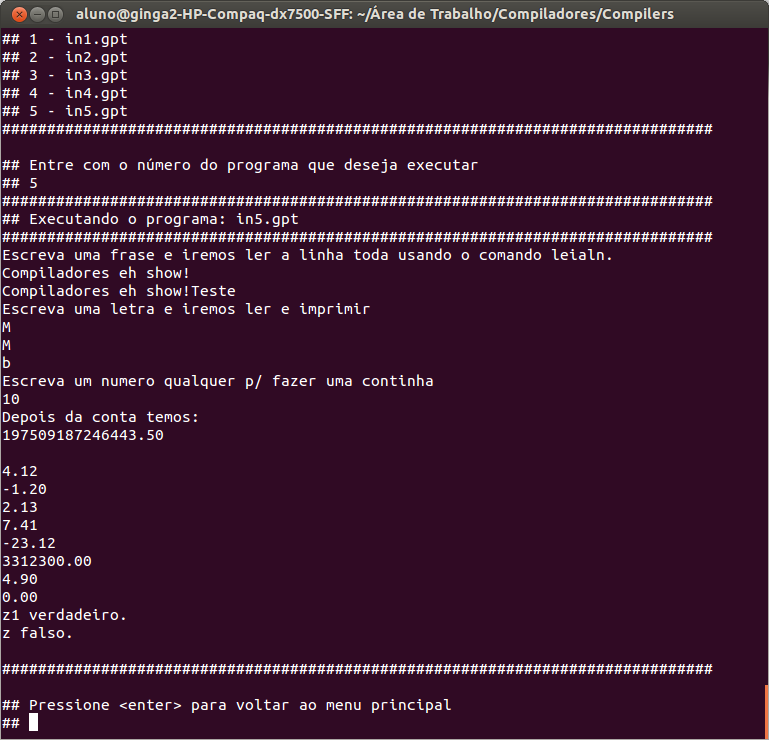 aluno@ginga2-HP-Compaq-dx7500-SFF: ~/Área de Trabalho/Compiladores/Compilers
## 1 - in1.gpt
## 2 - in2.gpt
## 3 - in3.gpt
## 4 - in4.gpt
## 5 - in5.gpt
###############################################################################
## Entre com o número do programa que deseja executar
## 5
###############################################################################
## Executando o programa: in5.gpt
###############################################################################
Escreva uma frase e iremos ler a linha toda usando o comando leialn.
Compiladores eh show!
Compiladores eh show!Teste
Escreva uma letra e iremos ler e imprimir
M
M
b
Escreva um numero qualquer p/ fazer uma continha
10
Depois da conta temos:
197509187246443.50
4.12
-1.20
2.13
7.41
-23.12
3312300.00
4.90
0.00
z1 verdadeiro.
z falso.
###############################################################################
## Pressione <enter> para voltar ao menu principal
##